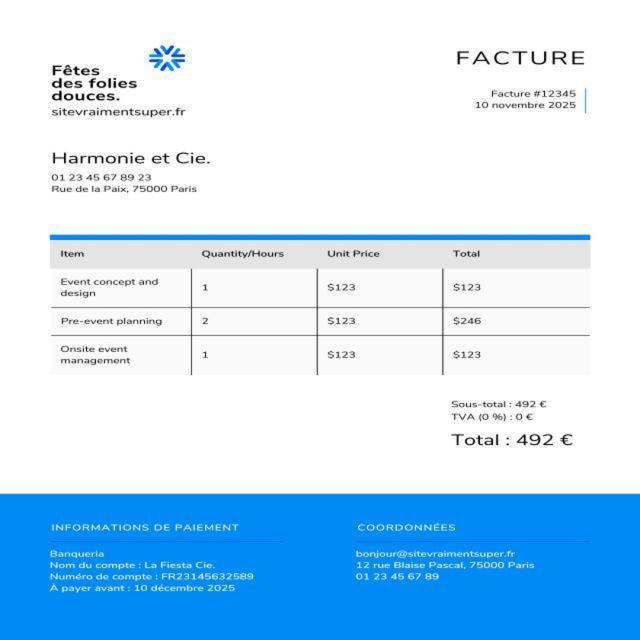 Fêtes
des folies
douces.
sitevraimentsuper.fr
FACTURE
Facture #12345
10 novembre 2025
Harmonie et Cie.
01 23 45 67 89 23
Rue de la Paix, 75000 Paris
Item Quantity/Hours Unit Price Total
Event concept and
design 1 $123 $123
Pre-event planning 2 $123 $246
Onsite event
management 1 $123 $123
Sous-total : 492 €
TVA (0 %) : 0 €
Total : 492 €
INFORMATIONS DE PAIEMENT
Banqueria
Nom du compte : La Fiesta Cie.
Numéro de compte : FR23145632589
À payer avant : 10 décembre 2025
COORDONNÉES
bonjour@sitevraimentsuper.fr
12 rue Blaise Pascal, 75000 Paris
01 23 45 67 89